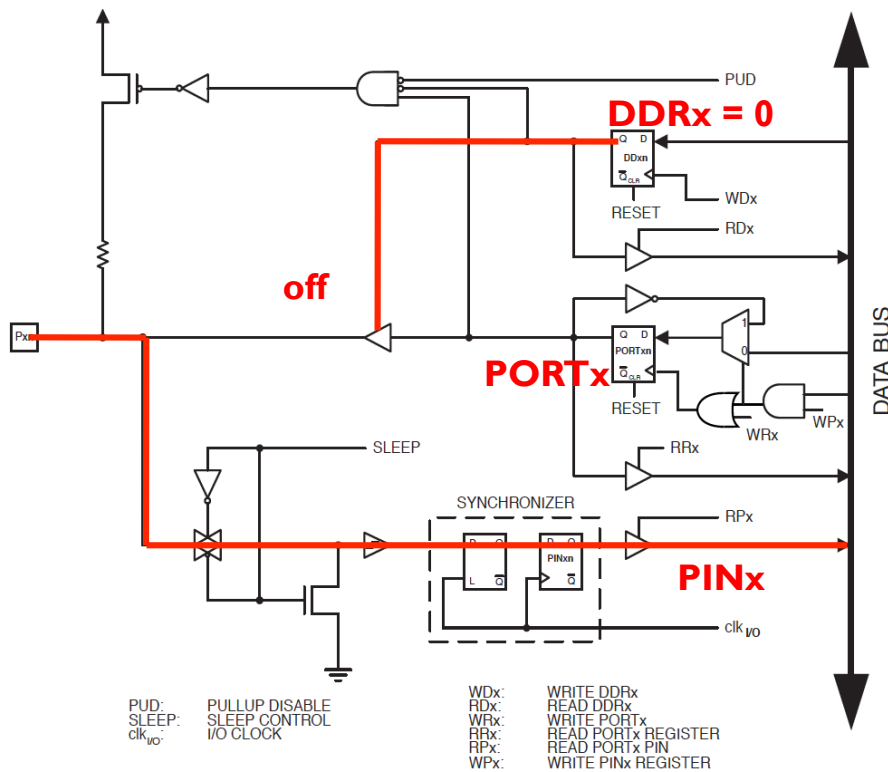 PUD
DDRx = 0
Q D
DDxn
Q CLR
WDx
RESET
RDx
off
1
Px
Q D
0
PORTxn
PORTx
Q CLR
RESET
WRx
WPx
DATA BUS
SLEEP
RRx
SYNCHRONIZER
RPx
D Q
D Q
PINxn
L Q
Q
PINx
clk I/O
PUD: PULLUP DISABLE
SLEEP: SLEEP CONTROL
clk I/O: I/O CLOCK
WDx: WRITE DDRx
RDx: READ DDRx
WRx: WRITE PORTx
RRx: READ PORTx REGISTER
RPx: READ PORTx PIN
WPx: WRITE PINx REGISTER